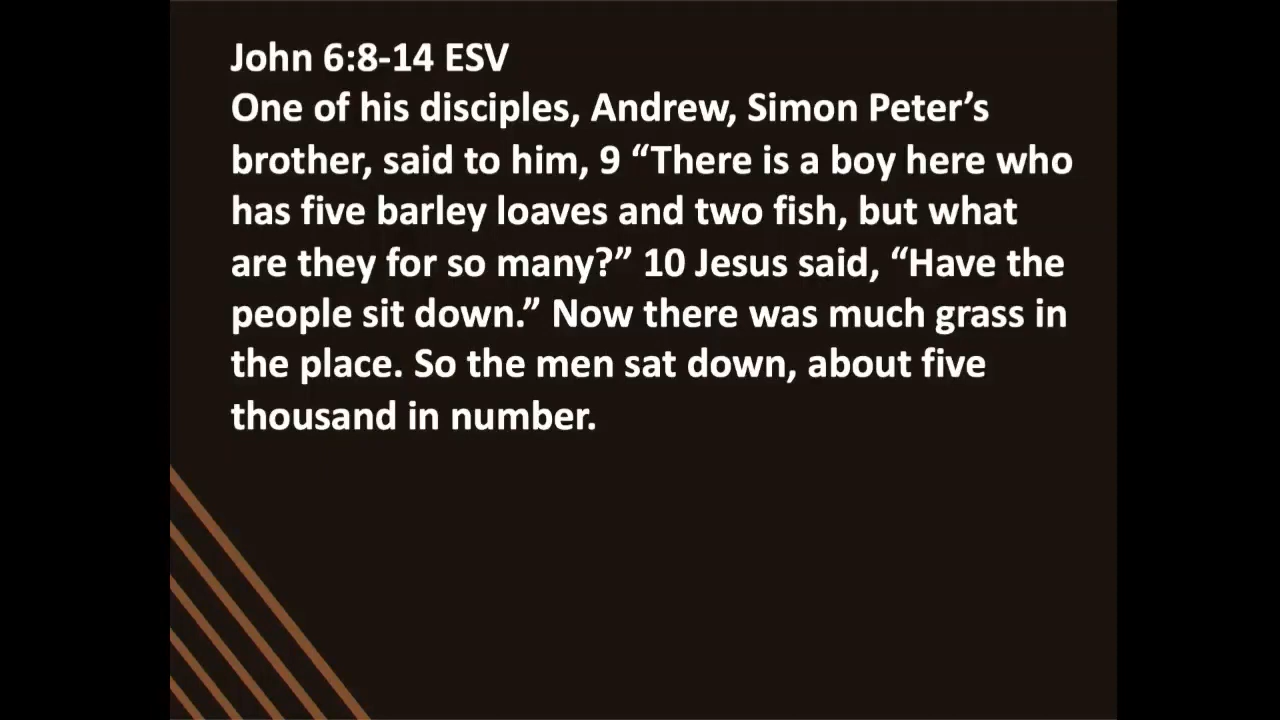 John 6:8-14 ESV
One of his disciples, Andrew, Simon Peter’s
brother, said to him, 9 “There is a boy here who
has five barley loaves and two fish, but what
are they for so many?” 10 Jesus said, “Have the
people sit down.” Now there was much grass in
the place. So the men sat down, about five
thousand in number.